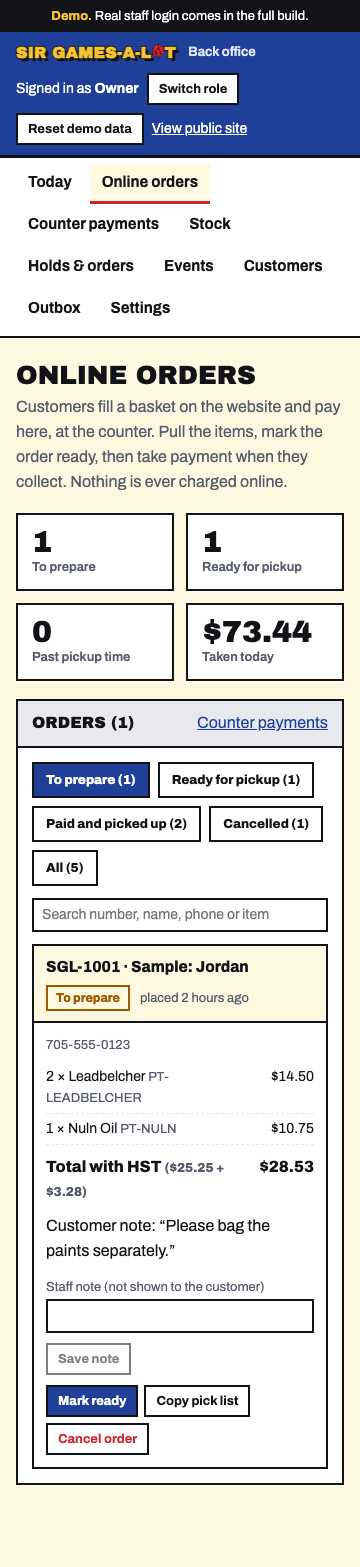 Demo. Real staff login comes in the full build.
SIR GAMES-A-LOT Back office
Signed in as Owner Switch role
Reset demo data View public site
Today Online orders
Counter payments Stock
Holds & orders Events Customers
Outbox Settings
ONLINE ORDERS
Customers fill a basket on the website and pay
here, at the counter. Pull the items, mark the
order ready, then take payment when they
collect. Nothing is ever charged online.
1 1
To prepare Ready for pickup
0 $73.44
Past pickup time Taken today
ORDERS (1) Counter payments
To prepare (1) Ready for pickup (1)
Paid and picked up (2) Cancelled (1)
All (5)
Search number, name, phone or item
SGL-1001 · Sample: Jordan
To prepare placed 2 hours ago
705-555-0123
2 × Leadbelcher PT- $14.50
LEADBELCHER
1 × Nuln Oil PT-NULN $10.75
Total with HST ($25.25 + $28.53
$3.28)
Customer note: “Please bag the
paints separately.”
Staff note (not shown to the customer)
Save note
Mark ready Copy pick list
Cancel order